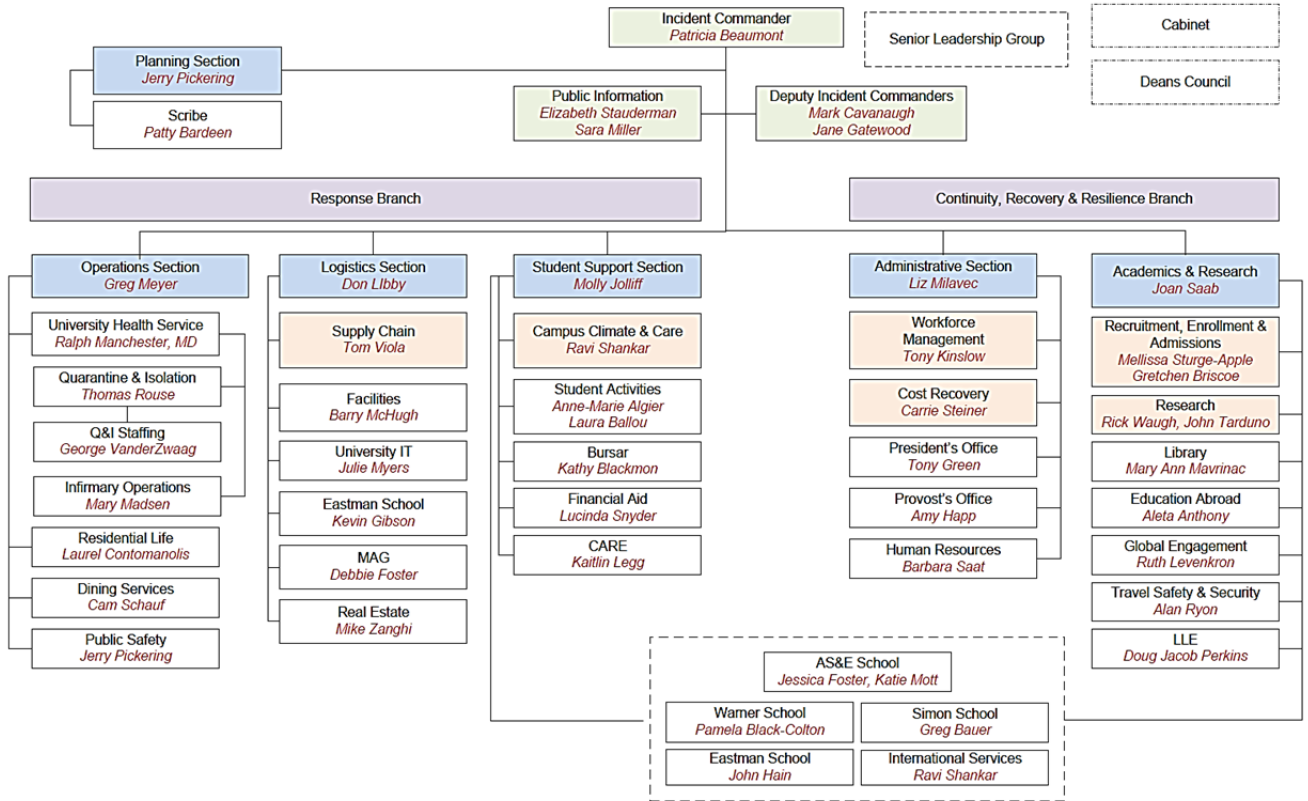 Incident Commander
Patricia Beaumont
Senior Leadership Group
Cabinet
Deans Council
Planning Section
Jerry Pickering
Scribe
Patty Bardeen
Public Information
Elizabeth Stauderman
Sara Miller
Deputy Incident Commanders
Mark Cavanaugh
Jane Gatewood
Response Branch
Continuity, Recovery & Resilience Branch
Operations Section
Greg Meyer
University Health Service
Ralph Manchester, MD
Quarantine & Isolation
Thomas Rouse
Q&I Staffing
George VanderZwaag
Infirmary Operations
Mary Madsen
Residential Life
Laurel Contomanolis
Dining Services
Cam Schauf
Public Safety
Jerry Pickering
Logistics Section
Don LIbby
Supply Chain
Tom Viola
Facilities
Barry McHugh
University IT
Julie Myers
Eastman School
Kevin Gibson
MAG
Debbie Foster
Real Estate
Mike Zanghi
Student Support Section
Molly Jolliff
Campus Climate & Care
Ravi Shankar
Student Activities
Anne-Marie Algier
Laura Ballou
Bursar
Kathy Blackmon
Financial Aid
Lucinda Snyder
CARE
Kaitlin Legg
Administrative Section
Liz Milavec
Workforce
Management
Tony Kinslow
Cost Recovery
Carrie Steiner
President's Office
Tony Green
Provost's Office
Amy Happ
Human Resources
Barbara Saat
Academics & Research
Joan Saab
Recruitment, Enrollment &
Admissions
Mellissa Sturge-Apple
Gretchen Briscoe
Research
Rick Waugh, John Tarduno
Library
Mary Ann Mavrinac
Education Abroad
Aleta Anthony
Global Engagement
Ruth Levenkron
Travel Safety & Security
Alan Ryon
LLE
Doug Jacob Perkins
AS&E School
Jessica Foster, Katie Mott
Warner School
Pamela Black-Colton
Simon School
Greg Bauer
Eastman School
John Hain
International Services
Ravi Shankar